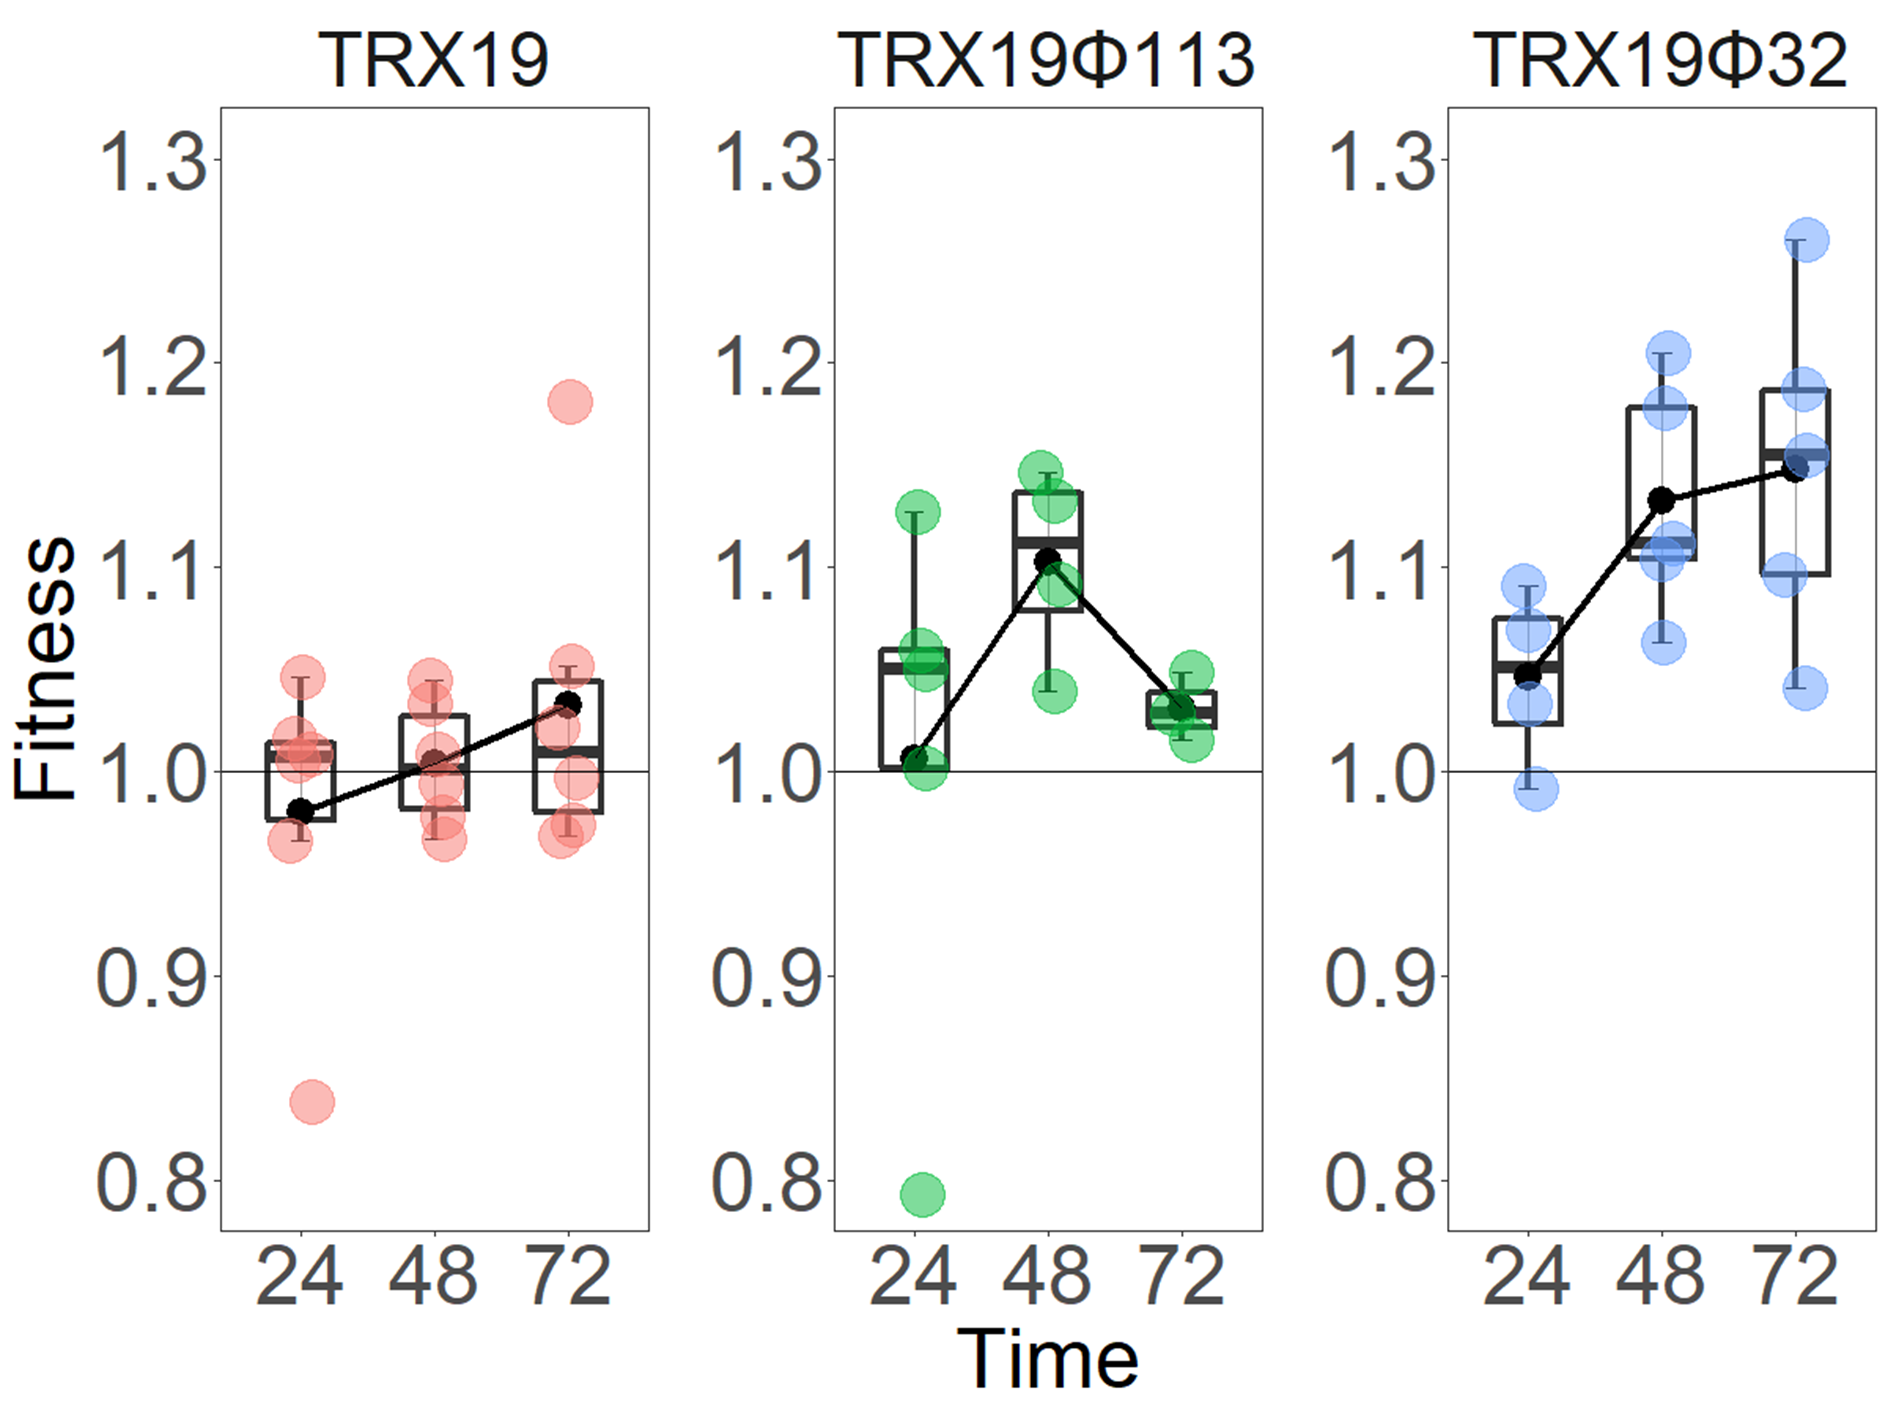 TRX19 TRX19Φ113 TRX19Φ32
1.3 1.3 1.3
1.2 1.2 1.2
1.1 1.1 1.1
1.0 1.0 1.0
0.9 0.9 0.9
0.8 0.8 0.8
Fitness
24 48 72 24 48 72 24 48 72
Time